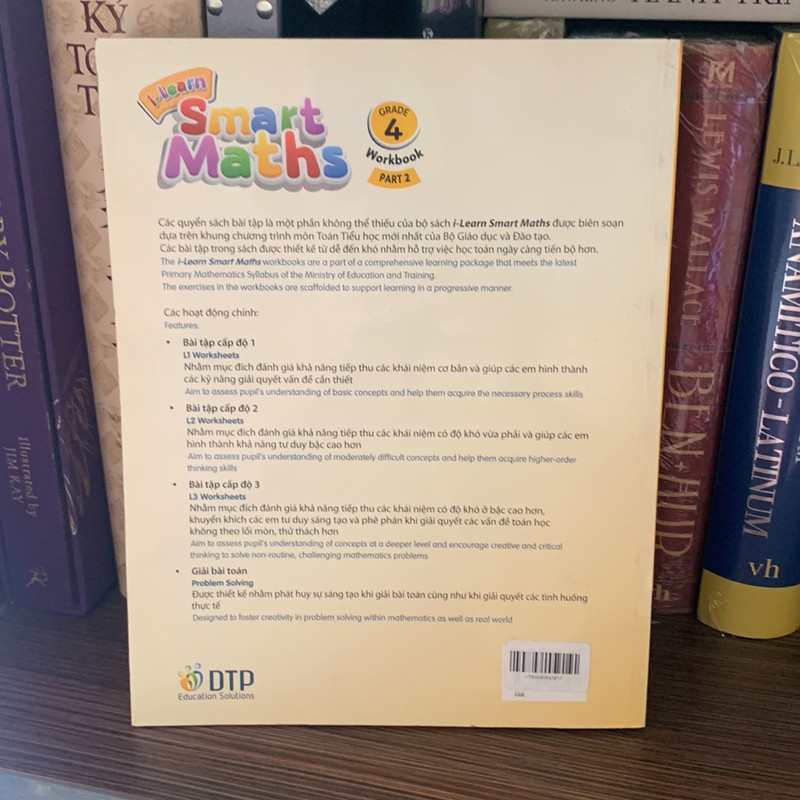 KÝ
i-Learn
Smart
Maths
GRADE
4
Workbook
PART 2
Các quyển sách bài tập là một phần không thể thiếu của bộ sách i-Learn Smart Maths được biên soạn
dựa trên khung chương trình môn Toán Tiểu học mới nhất của Bộ Giáo dục và Đào tạo.
Các bài tập trong sách được thiết kế từ dễ đến khó nhằm hỗ trợ việc học toán ngày càng tiến bộ hơn.
The i-Learn Smart Maths workbooks are a part of a comprehensive learning package that meets the latest
Primary Mathematics Syllabus of the Ministry of Education and Training.
The exercises in the workbooks are scaffolded to support learning in a progressive manner.
Các hoạt động chính:
Features:
• Bài tập cấp độ 1
L1 Worksheets
Nhằm mục đích đánh giá khả năng tiếp thu các khái niệm cơ bản và giúp các em hình thành
các kỹ năng giải quyết vấn đề cần thiết
Aim to assess pupil's understanding of basic concepts and help them acquire the necessary process skills
• Bài tập cấp độ 2
L2 Worksheets
Nhằm mục đích đánh giá khả năng tiếp thu các khái niệm có độ khó vừa phải và giúp các em
hình thành khả năng tư duy bậc cao hơn
Aim to assess pupil's understanding of moderately difficult concepts and help them acquire higher-order
thinking skills
• Bài tập cấp độ 3
L3 Worksheets
Nhằm mục đích đánh giá khả năng tiếp thu các khái niệm có độ khó ở bậc cao hơn,
khuyến khích các em tư duy sáng tạo và phê phán khi giải quyết các vấn đề toán học
không theo lối mòn, thử thách hơn
Aim to assess pupil's understanding of concepts at a deeper level and encourage creative and critical
thinking to solve non-routine, challenging mathematics problems
• Giải bài toán
Problem Solving
Được thiết kế nhằm phát huy sự sáng tạo khi giải bài toán cũng như khi giải quyết các tình huống
thực tế
Designed to foster creativity in problem solving within mathematics as well as real world
DTP
Education Solutions
Giá:
POTTER
Illustrated by
JIM KAY
LEWIS WALLACE
BEN-HUR
NAMITICO-LATINUM
vh